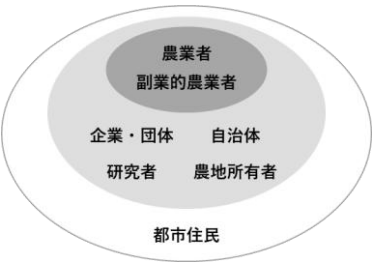 農業者
副業的農業者
企業・団体 自治体
研究者 農地所有者
都市住民